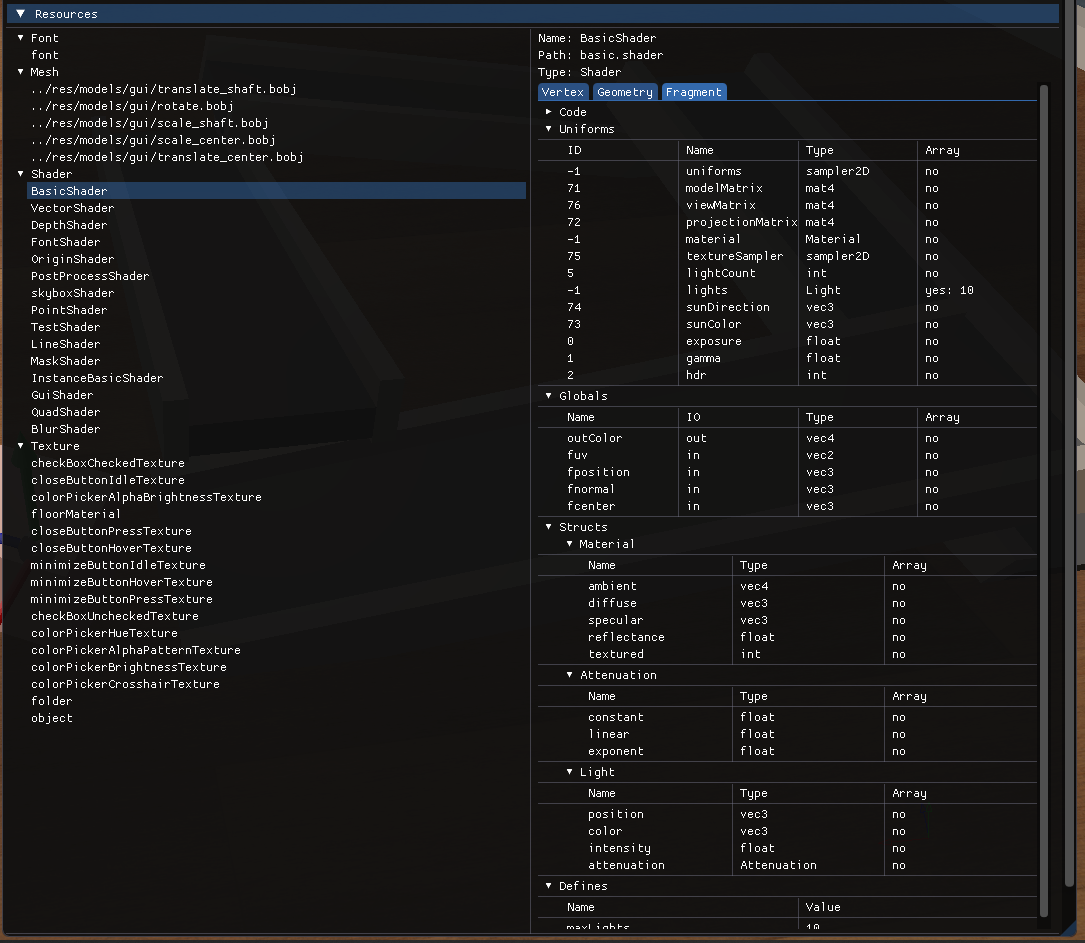 Resources
Font
font
Mesh
../res/models/gui/translate_shaft.bobj
../res/models/gui/rotate.bobj
../res/models/gui/scale_shaft.bobj
../res/models/gui/scale_center.bobj
../res/models/gui/translate_center.bobj
Shader
BasicShader
VectorShader
DepthShader
FontShader
OriginShader
PostProcessShader
skyboxShader
PointShader
TestShader
LineShader
MaskShader
InstanceBasicShader
GuiShader
QuadShader
BlurShader
Texture
checkBoxCheckedTexture
closeButtonIdleTexture
colorPickerAlphaBrightnessTexture
floorMaterial
closeButtonPressTexture
closeButtonHoverTexture
minimizeButtonIdleTexture
minimizeButtonHoverTexture
minimizeButtonPressTexture
checkBoxUncheckedTexture
colorPickerHueTexture
colorPickerAlphaPatternTexture
colorPickerBrightnessTexture
colorPickerCrosshairTexture
folder
object
Name: BasicShader
Path: basic.shader
Type: Shader
Vertex Geometry Fragment
Code
Uniforms
ID Name Type Array
-1 uniforms sampler2D no
71 modelMatrix mat4 no
76 viewMatrix mat4 no
72 projectionMatrix mat4 no
-1 material Material no
75 textureSampler sampler2D no
5 lightCount int no
-1 lights Light yes: 10
74 sunDirection vec3 no
73 sunColor vec3 no
0 exposure float no
1 gamma float no
2 hdr int no
Globals
Name IO Type Array
outColor out vec4 no
fuv in vec2 no
fposition in vec3 no
fnormal in vec3 no
fcenter in vec3 no
Structs
Material
Name Type Array
ambient vec4 no
diffuse vec3 no
specular vec3 no
reflectance float no
textured int no
Attenuation
Name Type Array
constant float no
linear float no
exponent float no
Light
Name Type Array
position vec3 no
color vec3 no
intensity float no
attenuation Attenuation no
Defines
Name Value
maxLights 10